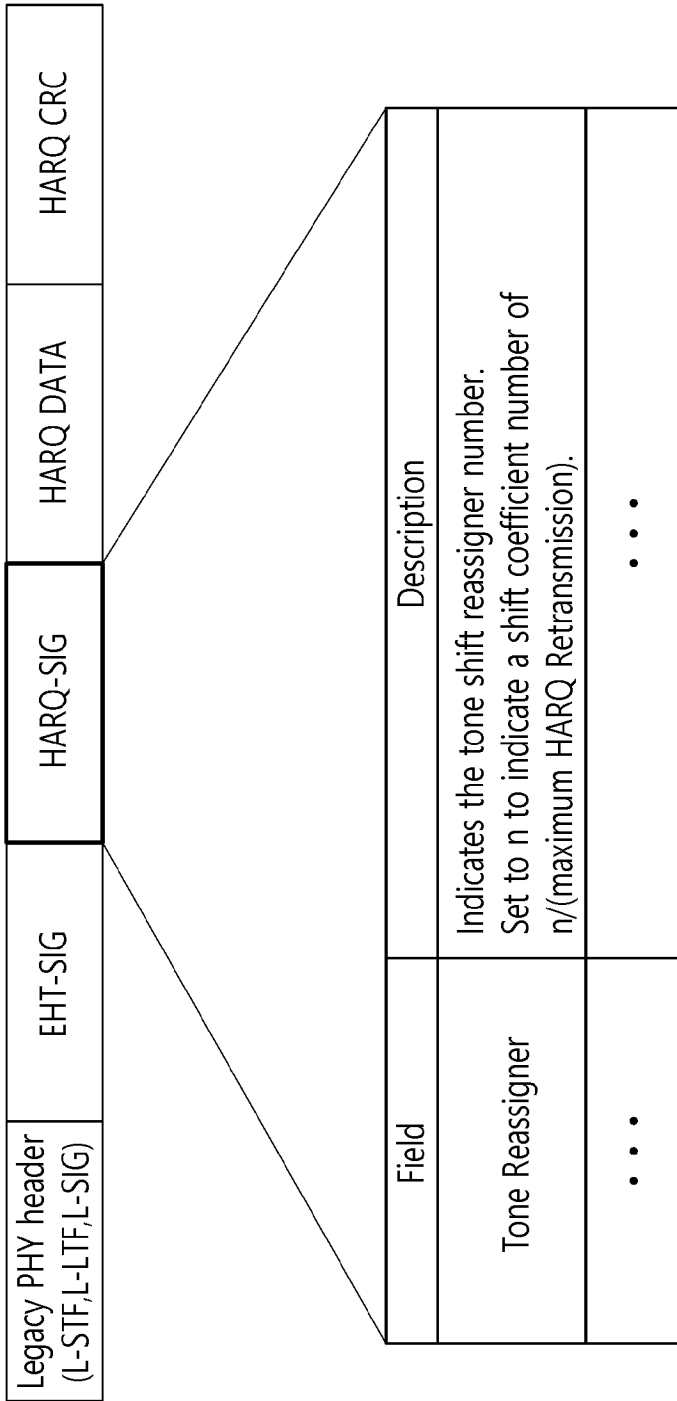 Legacy PHY header
(L-STF,L-LTF,L-SIG)
EHT-SIG
HARQ-SIG
HARQ DATA
HARQ CRC
Field
Description
Tone Reassigner
Indicates the tone shift reassigner number.
Set to n to indicate a shift coefficient number of
n/(maximum HARQ Retransmission).
• • •
• • •